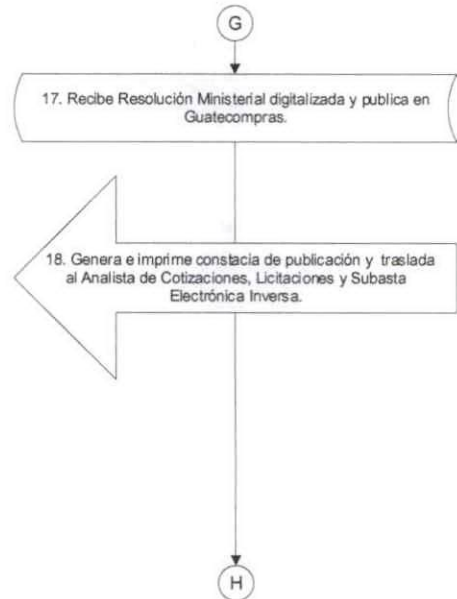 G
17. Recibe Resolución Ministerial digitalizada y publica en
Guatecompras.
18. Genera e imprime constacia de publicación y traslada
al Analista de Cotizaciones, Licitaciones y Subasta
Electrónica Inversa.
H